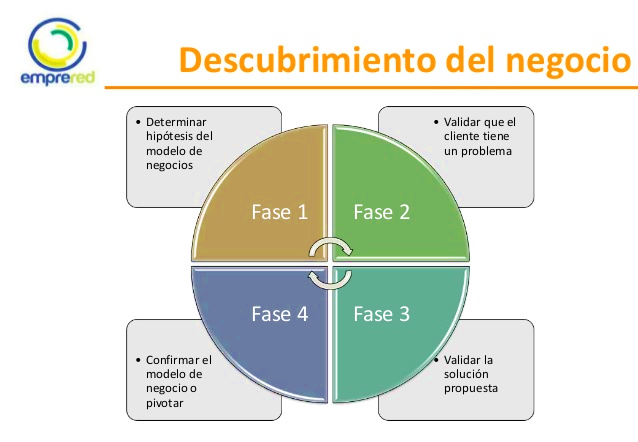 emprered
Descubrimiento del negocio
• Determinar
hipótesis del
modelo de
negocios
• Validar que el
cliente tiene
un problema
Fase 1
Fase 2
Fase 4
Fase 3
• Confirmar el
modelo de
negocio o
pivotar
• Validar la
solución
propuesta